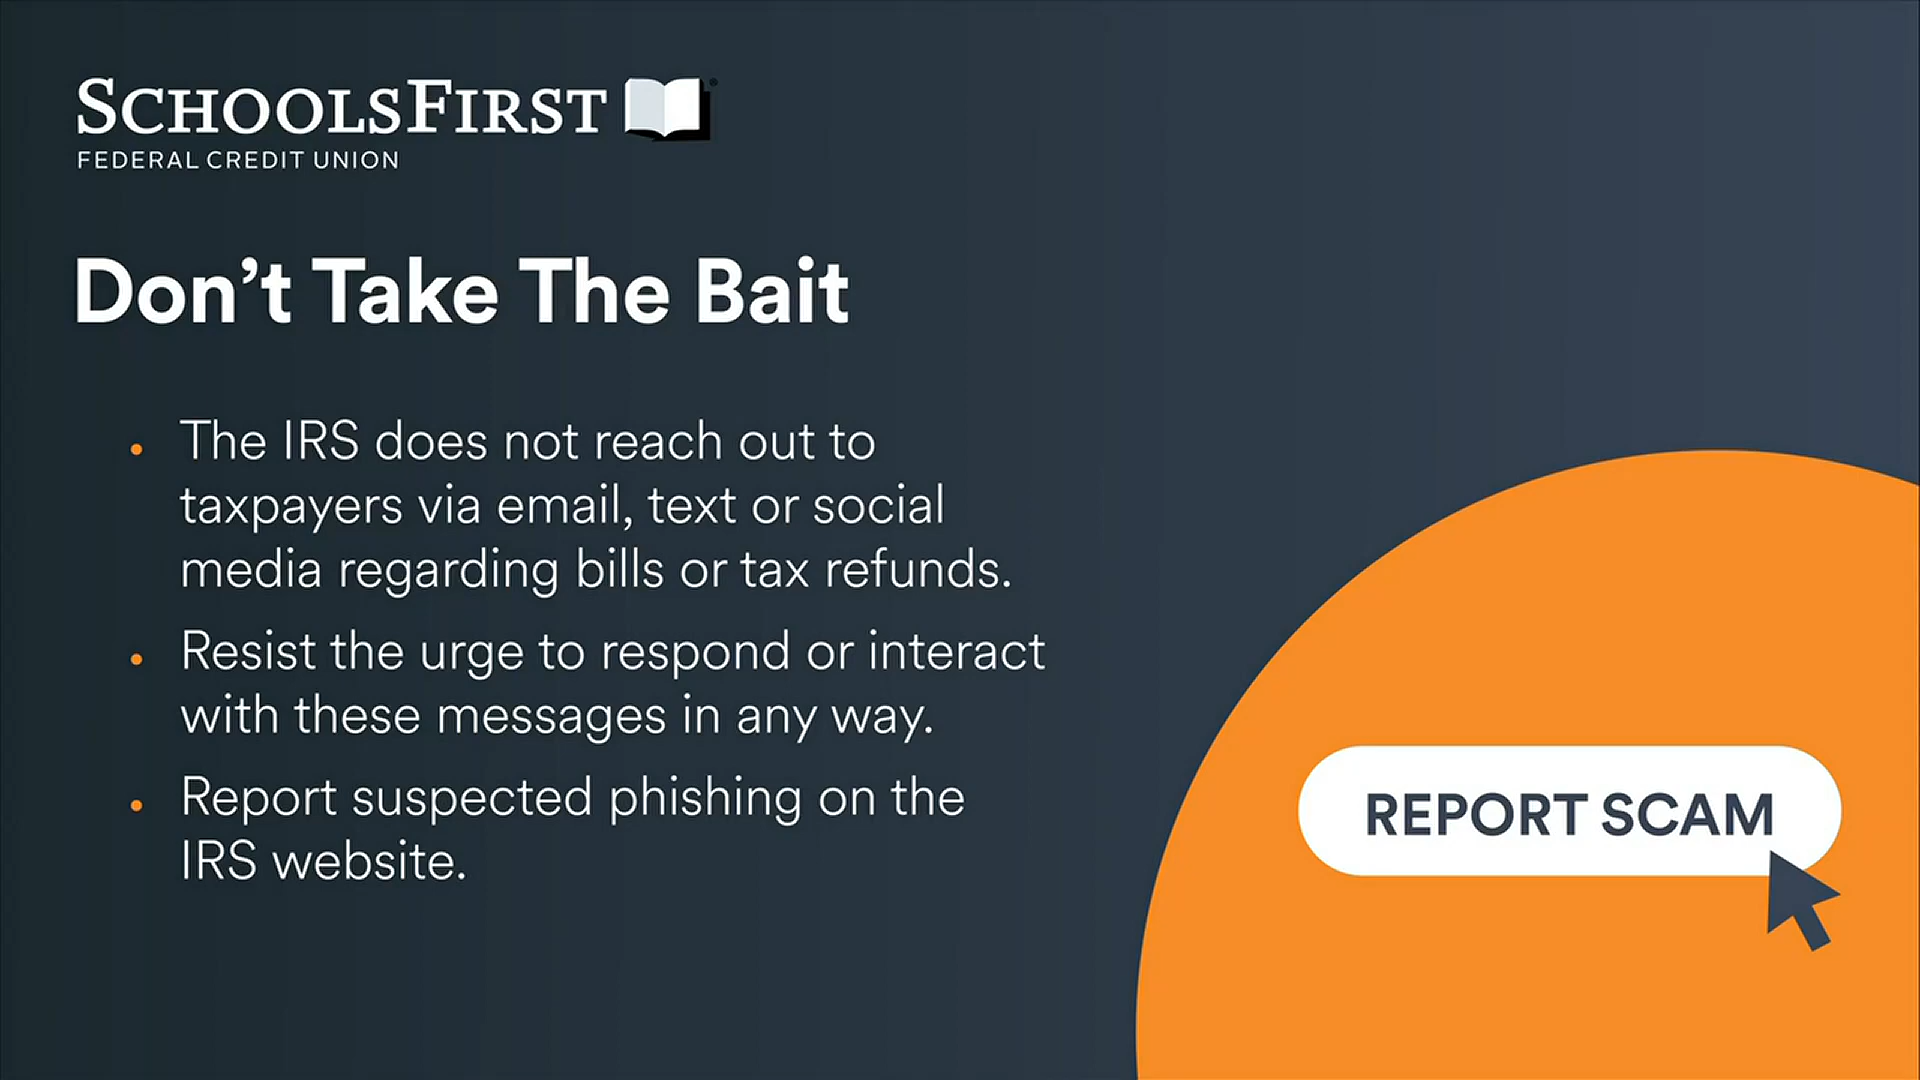 SCHOOLSFIRST
FEDERAL CREDIT UNION
Don’t Take The Bait
• The IRS does not reach out to
taxpayers via email, text or social
media regarding bills or tax refunds.
• Resist the urge to respond or interact
with these messages in any way.
• Report suspected phishing on the
IRS website.
REPORT SCAM